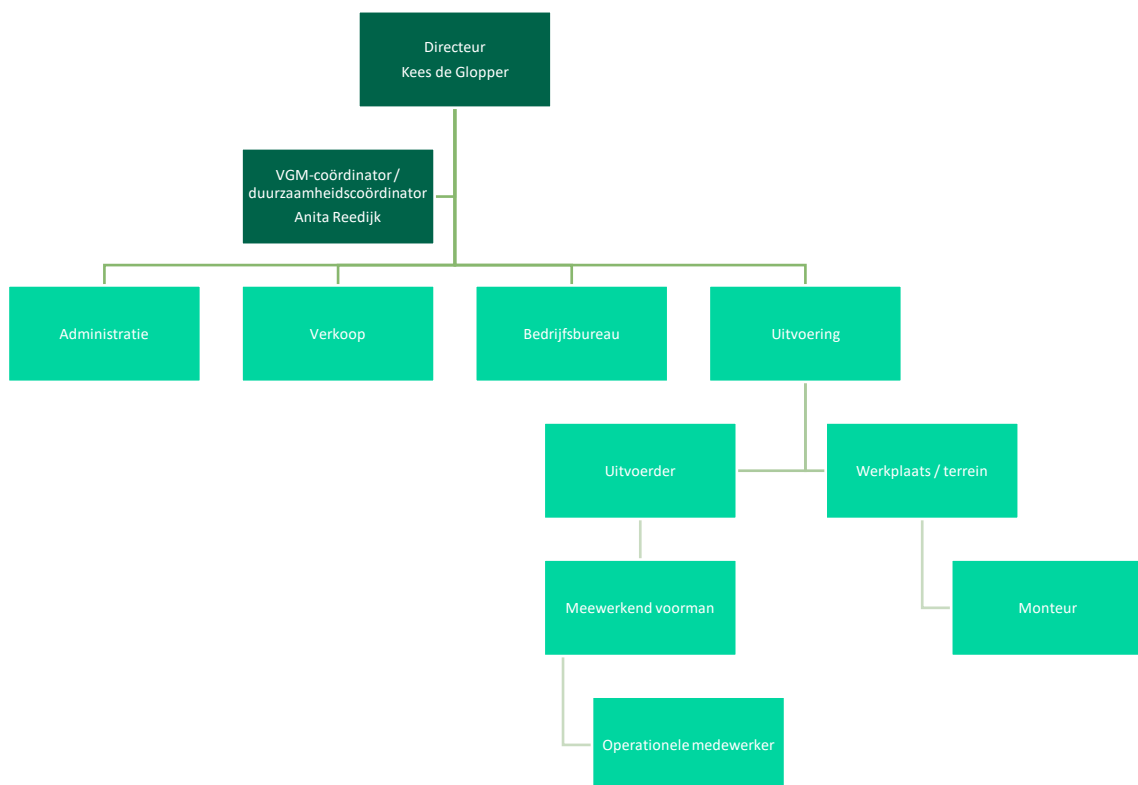 Directeur
Kees de Glopper
VGM-coördinator /
duurzaamheidscoördinator
Anita Reedijk
Administratie
Verkoop
Bedrijfsbureau
Uitvoering
Uitvoerder
Werkplaats / terrein
Meewerkend voorman
Monteur
Operationele medewerker